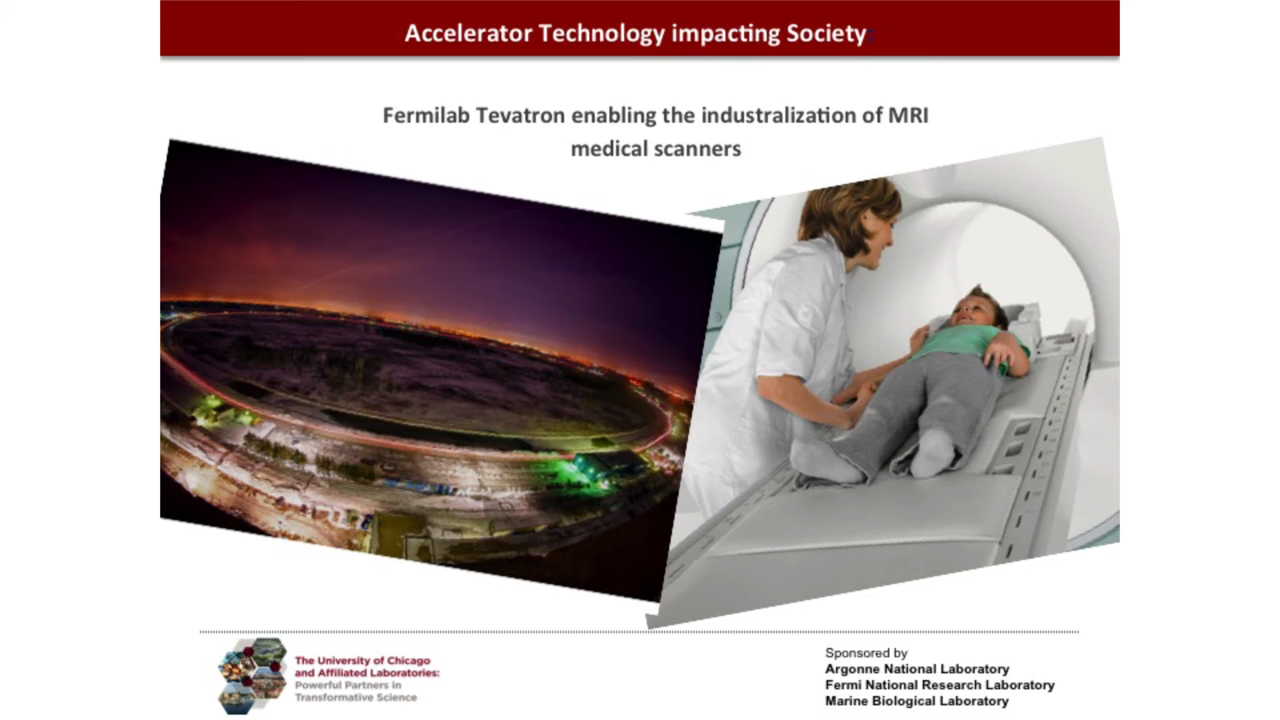 Accelerator Technology impacting Society:
Fermilab Tevatron enabling the industralization of MRI
medical scanners
The University of Chicago
and Affiliated Laboratories:
Powerful Partners in
Transformative Science
Sponsored by
Argonne National Laboratory
Fermi National Research Laboratory
Marine Biological Laboratory